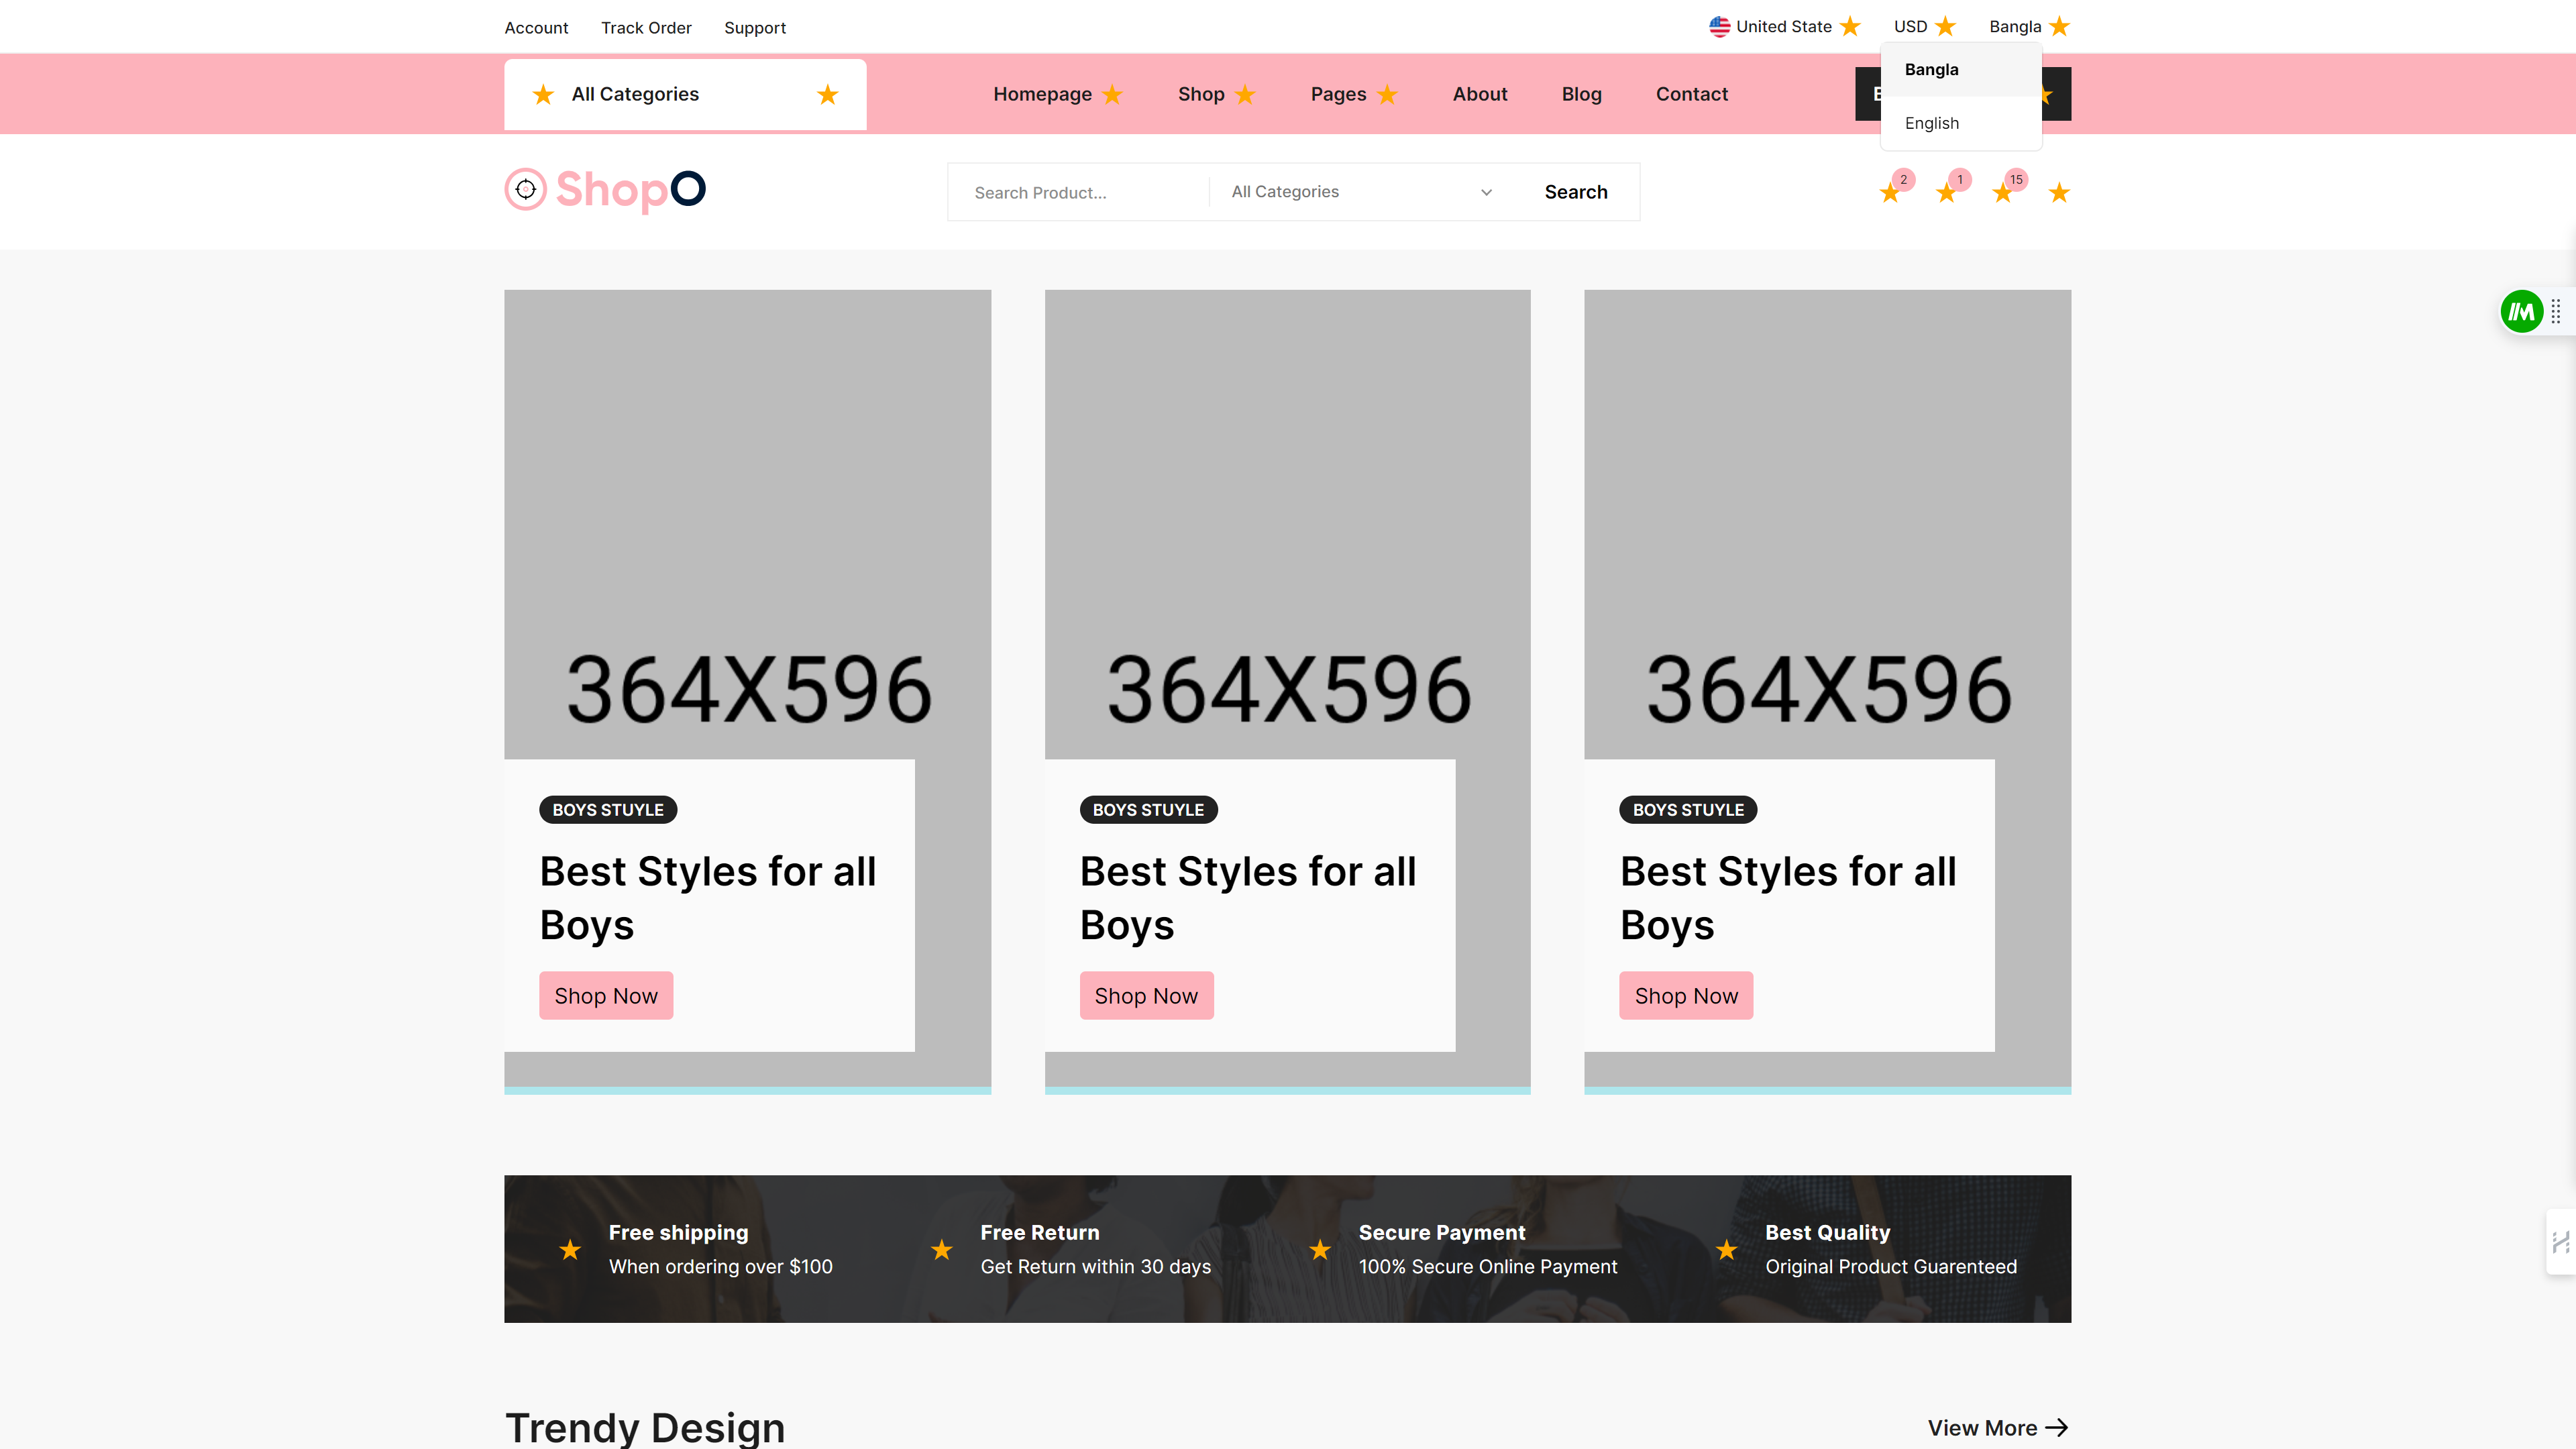 Account Track Order Support
United State USD Bangla
Bangla
English
All Categories
Homepage Shop Pages About Blog Contact
ShopO
Search Product...
All Categories
Search
2 1 15
364X596
BOYS STUYLE
Best Styles for all
Boys
Shop Now
364X596
BOYS STUYLE
Best Styles for all
Boys
Shop Now
364X596
BOYS STUYLE
Best Styles for all
Boys
Shop Now
Free shipping
When ordering over $100
Free Return
Get Return within 30 days
Secure Payment
100% Secure Online Payment
Best Quality
Original Product Guarenteed
Trendy Design
View More